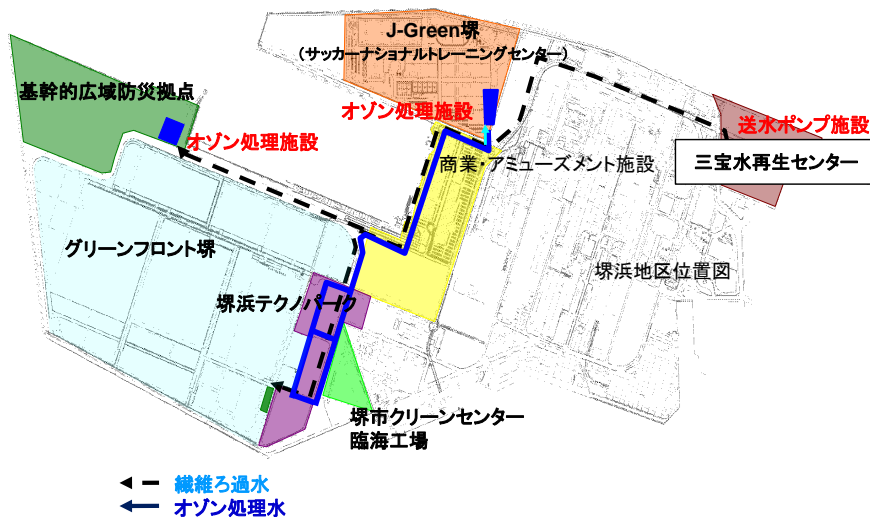 J-Green堺
（サッカーナショナルトレーニングセンター）
基幹的広域防災拠点
オゾン処理施設
送水ポンプ施設
オゾン処理施設
商業・アミューズメント施設
三宝水再生センター
グリーンフロント堺
堺浜地区位置図
堺浜テクノパーク
堺市クリーンセンター
臨海工場
繊維ろ過水
オゾン処理水